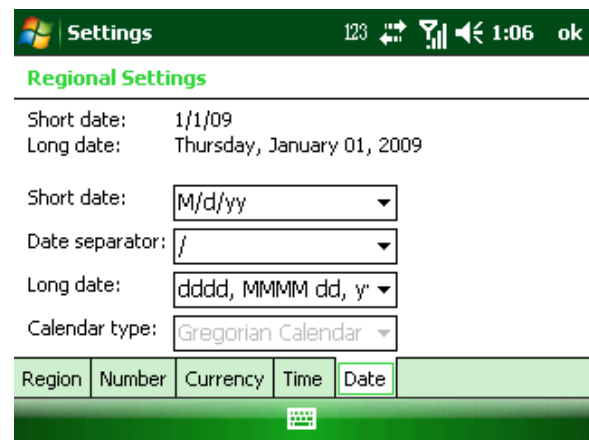 Settings 123 1:06 ok
Regional Settings
Short date: 1/1/09
Long date: Thursday, January 01, 2009
Short date: M/d/yy
Date separator: /
Long date: dddd, MMMM dd, y
Calendar type: Gregorian Calendar
Region Number Currency Time Date